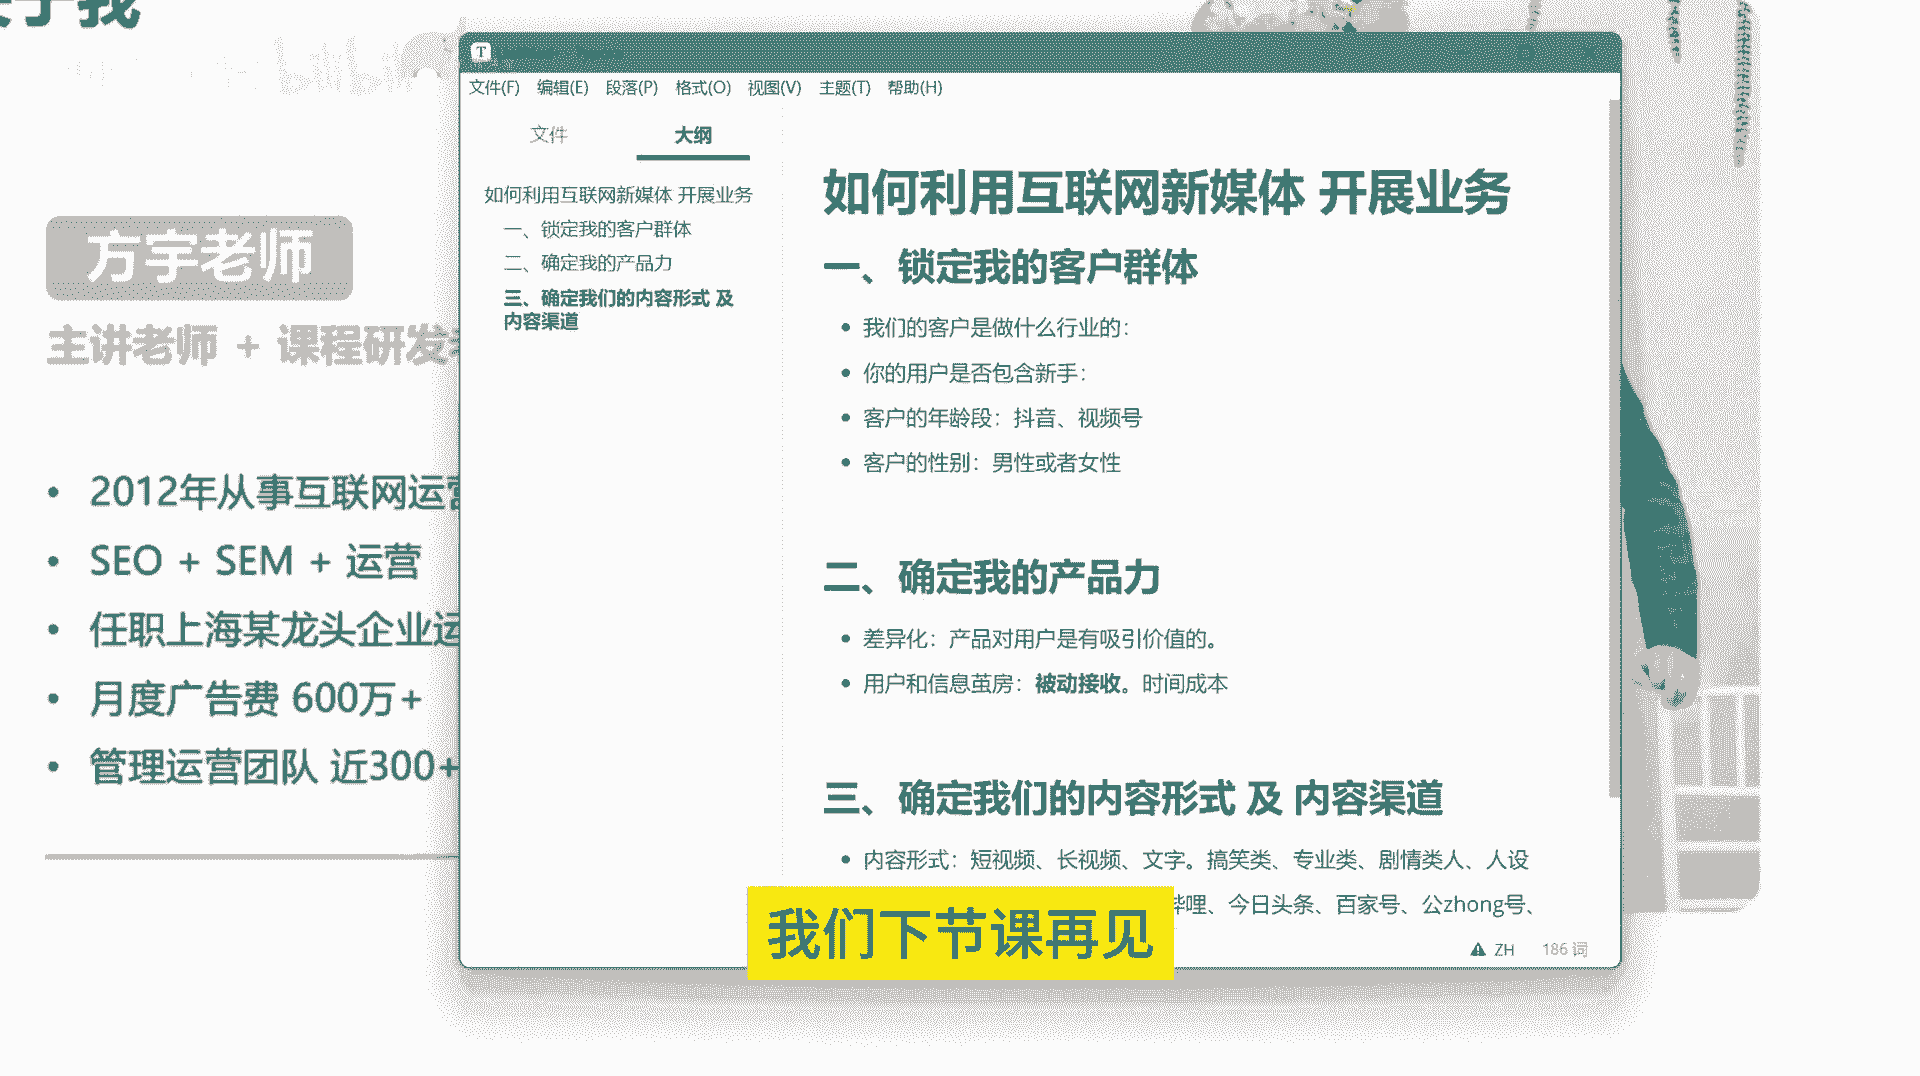 于我
bilibili
方宇老师
主讲老师 + 课程研发
• 2012年从事互联网运营
• SEO + SEM + 运营
• 任职上海某龙头企业运
• 月度广告费 600万+
• 管理运营团队 近300+
T
文件(F) 编辑(E) 段落(P) 格式(O) 视图(V) 主题(T) 帮助(H)
文件 大纲
如何利用互联网新媒体 开展业务
一、锁定我的客户群体
二、确定我的产品力
三、确定我们的内容形式 及
内容渠道
如何利用互联网新媒体 开展业务
一、锁定我的客户群体
• 我们的客户是做什么行业的：
• 你的用户是否包含新手：
• 客户的年龄段：抖音、视频号
• 客户的性别：男性或者女性
二、确定我的产品力
• 差异化：产品对用户是有吸引价值的。
• 用户和信息茧房：被动接收。时间成本
三、确定我们的内容形式 及 内容渠道
• 内容形式：短视频、长视频、文字。搞笑类、专业类、剧情类人、人设
哔哩、今日头条、百家号、公zhong号、
我们下节课再见
ZH 186 词